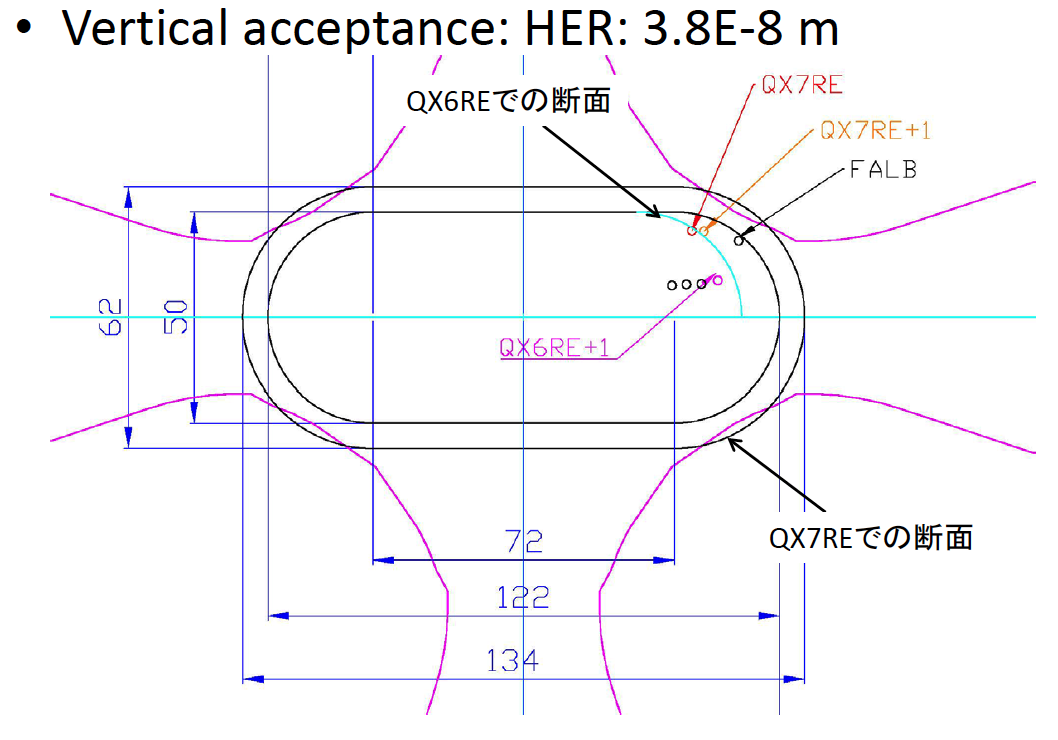 • Vertical acceptance: HER: 3.8E-8 m
QX7RE
QX6REでの断面
QX7RE+1
FALB
62
50
QX6RE+1
QX7REでの断面
72
122
134